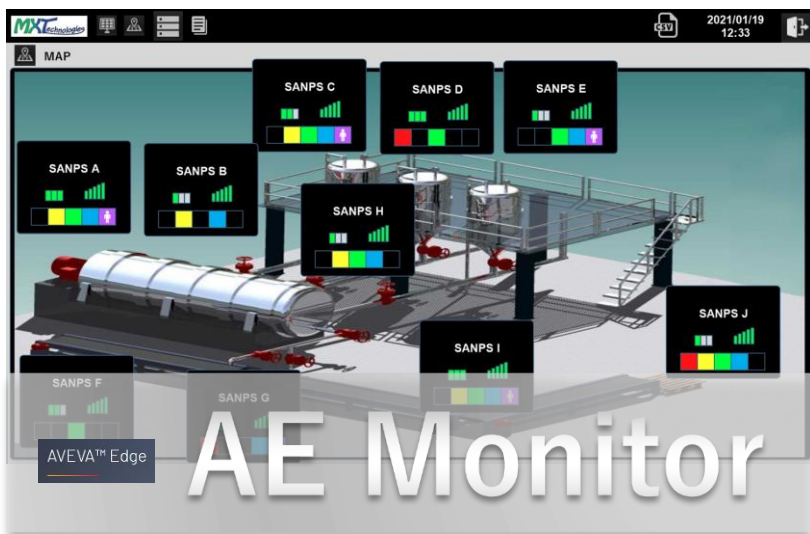 MXTechnologies
CSV
2021/01/19
12:33
MAP
SANPS C
SANPS D
SANPS E
SANPS A
SANPS B
SANPS H
SANPS J
SANPS I
SANPS F
SANPS G
AVEVA™ Edge
AE Monitor